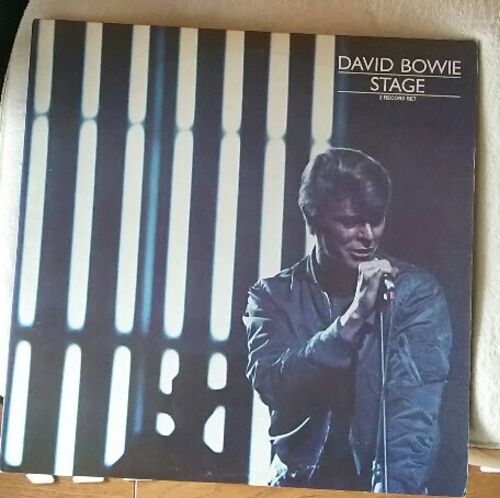 DAVID BOWIE
STAGE
2 RECORD SET